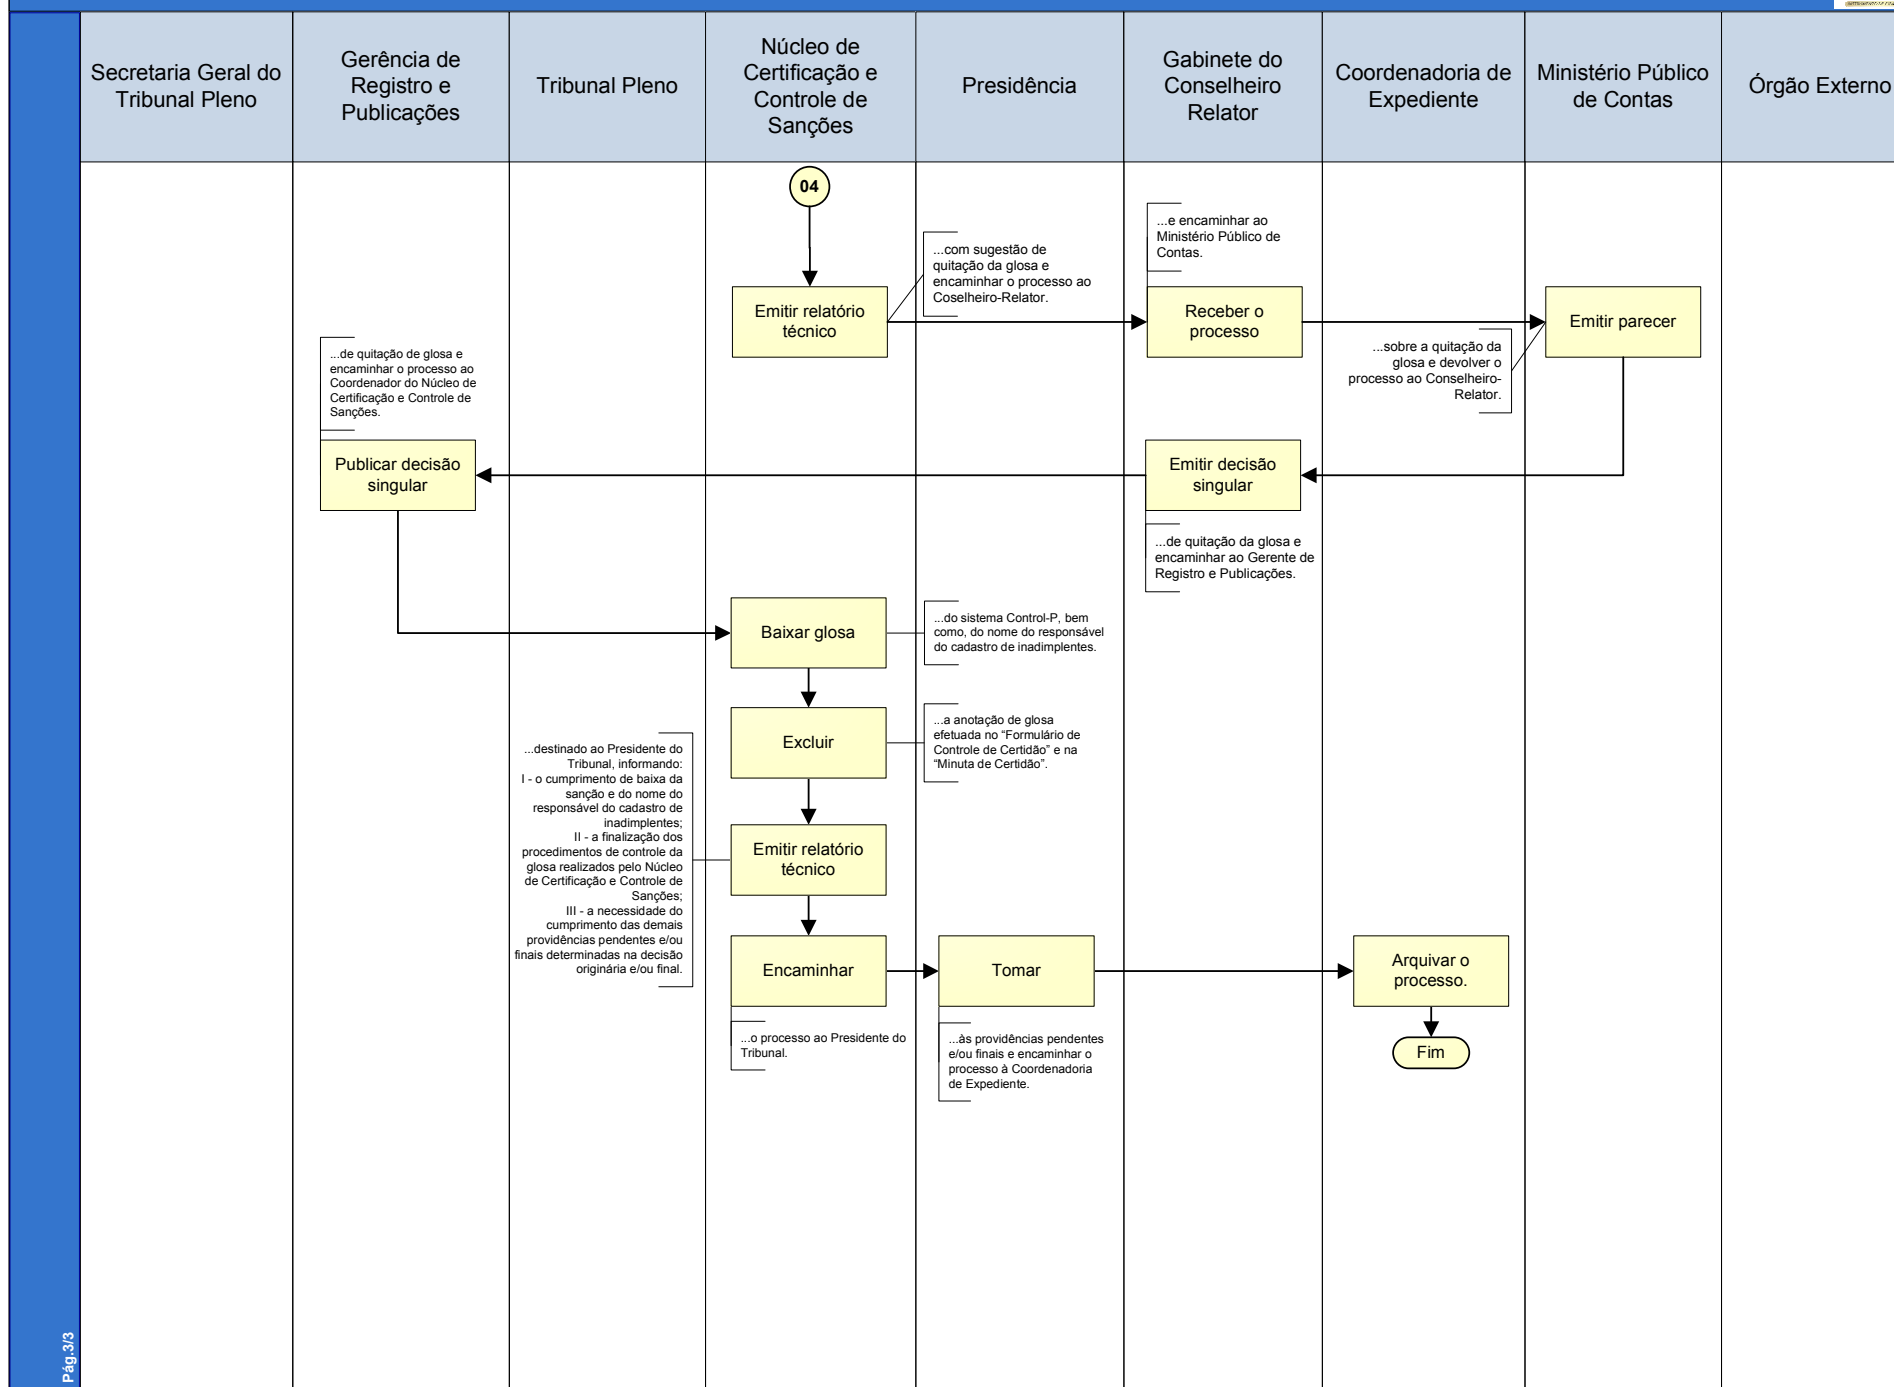 Secretaria Geral do
Tribunal Pleno
Gerência de
Registro e
Publicações
Tribunal Pleno
Núcleo de
Certificação e
Controle de
Sanções
Presidência
Gabinete do
Conselheiro
Relator
Coordenadoria de
Expediente
Ministério Público
de Contas
Órgão Externo
04
...com sugestão de
quitação da glosa e
encaminhar o processo ao
Coselheiro-Relator.
...e encaminhar ao
Ministério Público de
Contas.
Emitir relatório
técnico
Receber o
processo
Emitir parecer
...sobre a quitação da
glosa e devolver o
processo ao Conselheiro-
Relator.
...de quitação de glosa e
encaminhar o processo ao
Coordenador do Núcleo de
Certificação e Controle de
Sanções.
Publicar decisão
singular
Emitir decisão
singular
...de quitação da glosa e
encaminhar ao Gerente de
Registro e Publicações.
Baixar glosa
...do sistema Control-P, bem
como, do nome do responsável
do cadastro de inadimplentes.
Excluir
...a anotação de glosa
efetuada no “Formulário de
Controle de Certidão” e na
“Minuta de Certidão”.
...destinado ao Presidente do
Tribunal, informando:
I - o cumprimento de baixa da
sanção e do nome do
responsável do cadastro de
inadimplentes;
II - a finalização dos
procedimentos de controle da
glosa realizados pelo Núcleo
de Certificação e Controle de
Sanções;
III - a necessidade do
cumprimento das demais
providências pendentes e/ou
finais determinadas na decisão
originária e/ou final.
Emitir relatório
técnico
Encaminhar
Tomar
Arquivar o
processo.
...o processo ao Presidente do
Tribunal.
...às providências pendentes
e/ou finais e encaminhar o
processo à Coordenadoria
de Expediente.
Fim
Pág.3/3